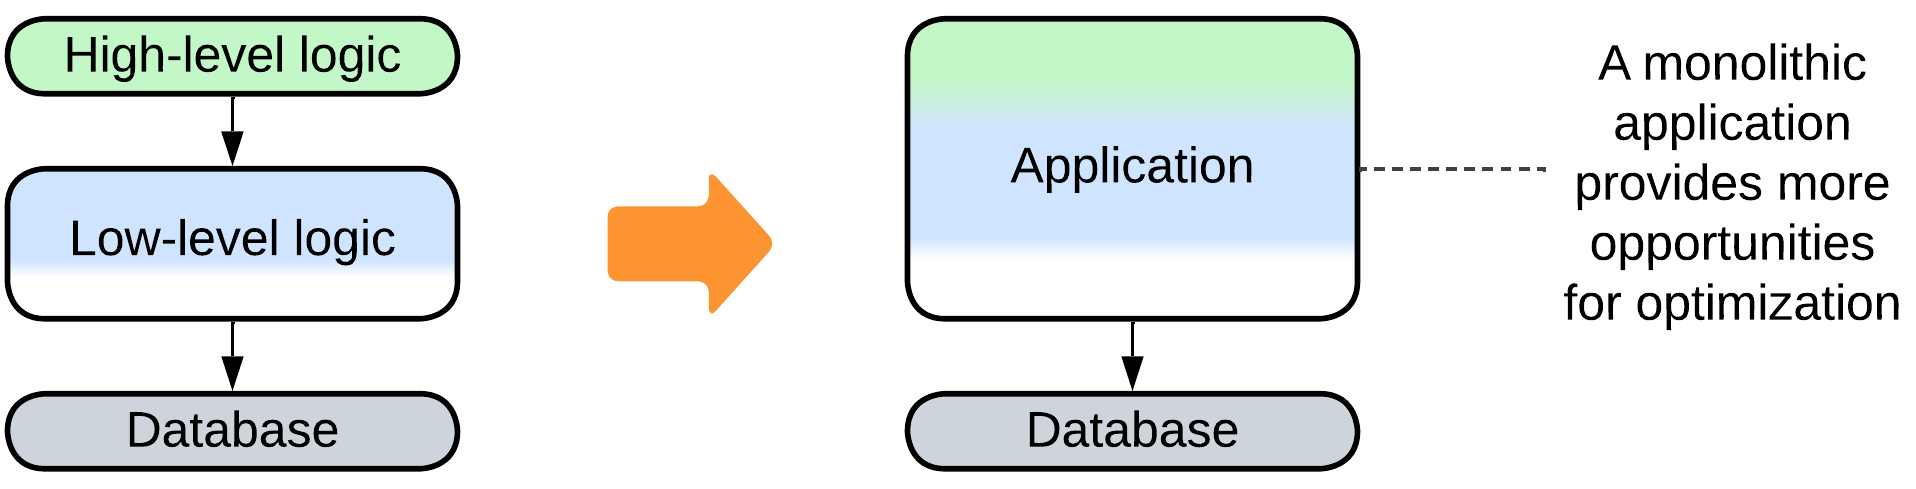 High-level logic
Low-level logic
Database
Application
Database
A monolithic
application
provides more
opportunities
for optimization